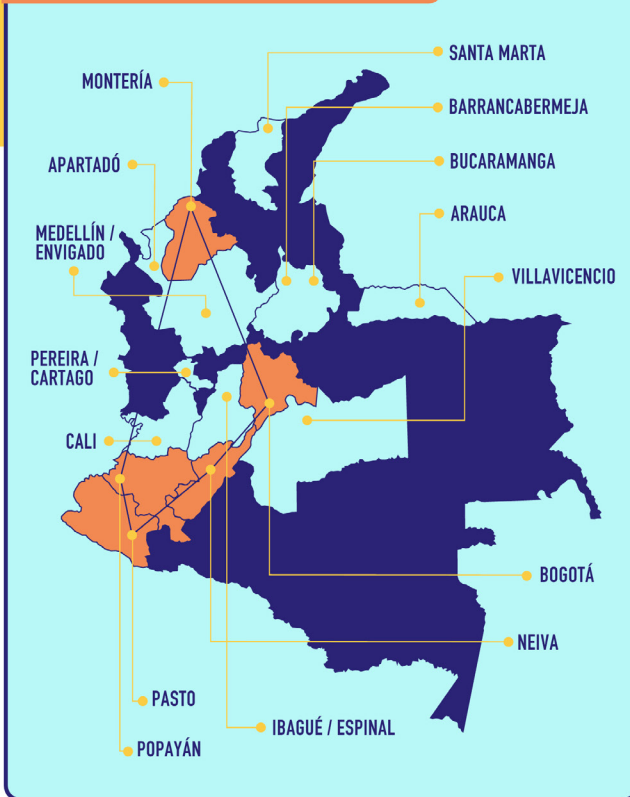 SANTA MARTA
MONTERÍA
BARRANCABERMEJA
APARTADÓ
BUCARAMANGA
ARAUCA
MEDELLÍN /
ENVIGADO
VILLAVICENCIO
PEREIRA /
CARTAGO
CALI
BOGOTÁ
NEIVA
PASTO
IBAGUÉ / ESPINAL
POPAYÁN